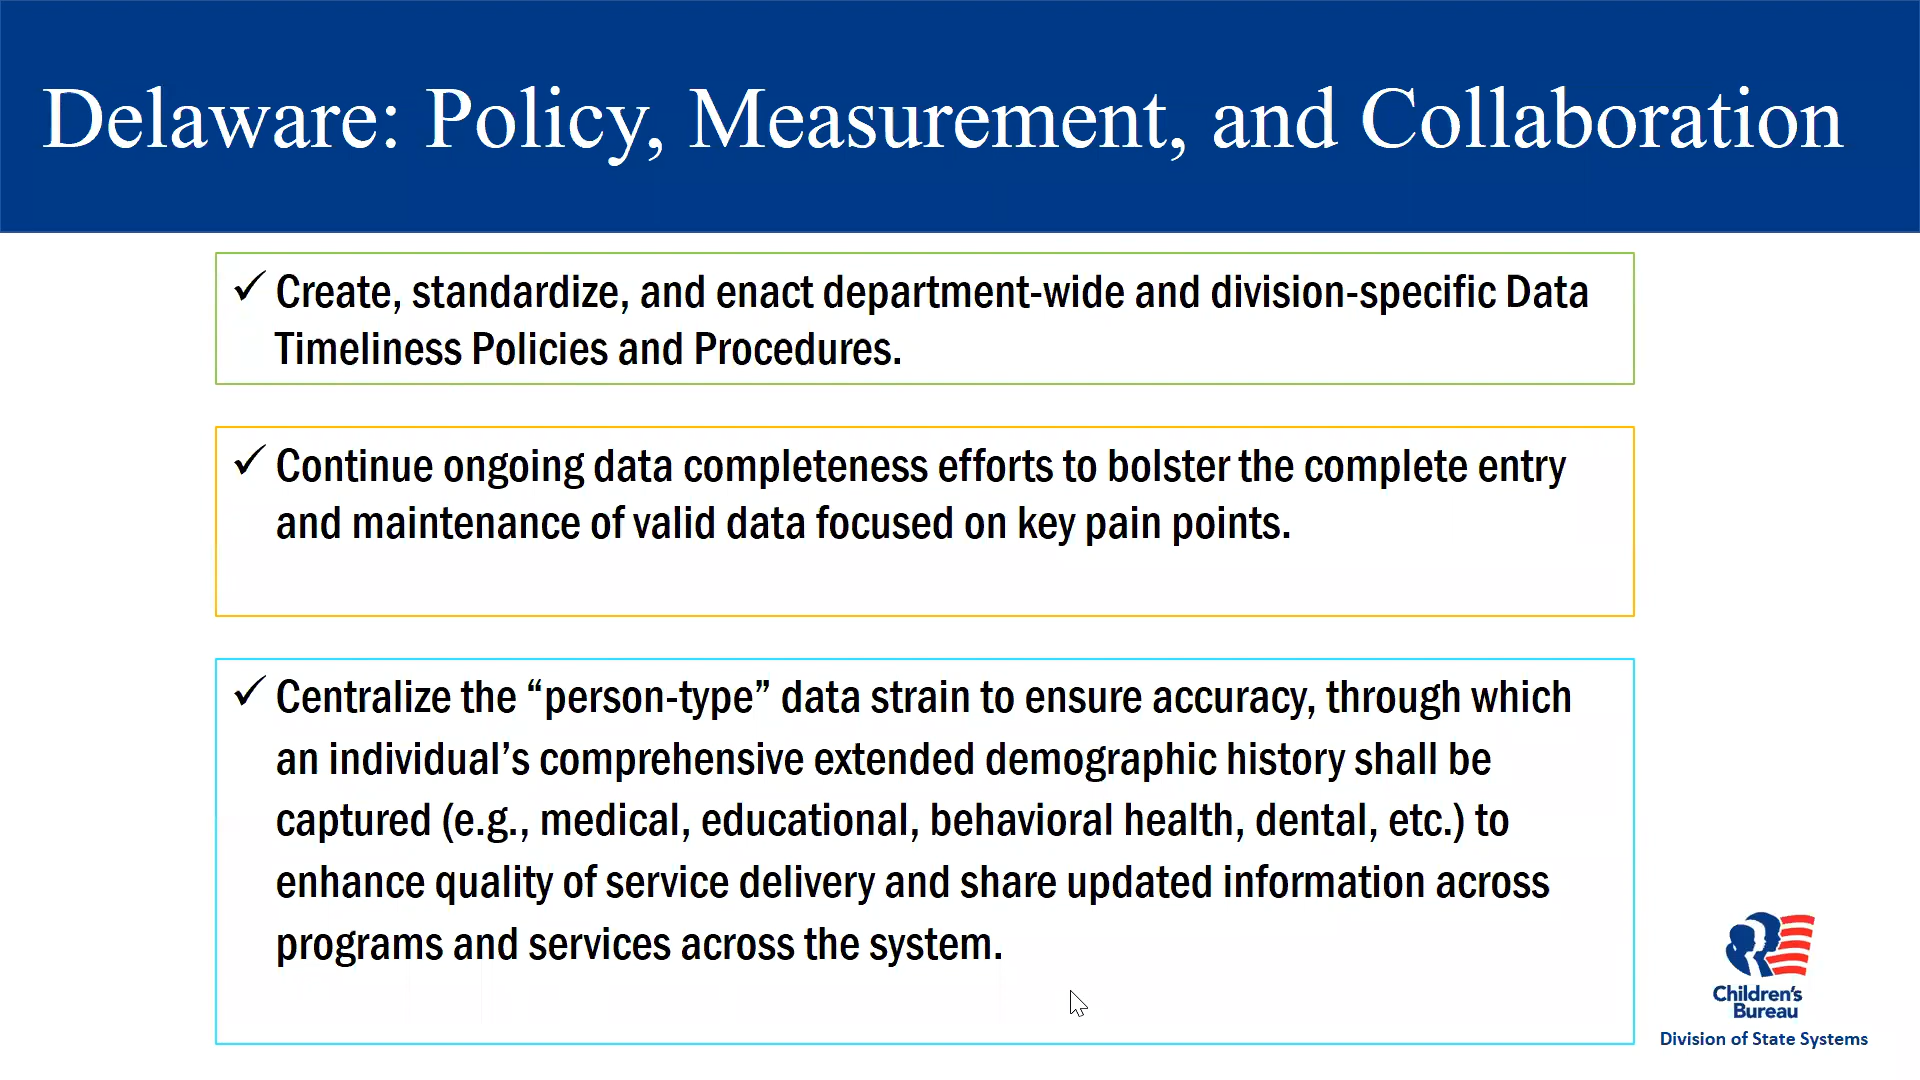 Delaware: Policy, Measurement, and Collaboration
✓ Create, standardize, and enact department-wide and division-specific Data
Timeliness Policies and Procedures.
✓ Continue ongoing data completeness efforts to bolster the complete entry
and maintenance of valid data focused on key pain points.
✓ Centralize the “person-type” data strain to ensure accuracy, through which
an individual’s comprehensive extended demographic history shall be
captured (e.g., medical, educational, behavioral health, dental, etc.) to
enhance quality of service delivery and share updated information across
programs and services across the system.
Children’s
Bureau
Division of State Systems